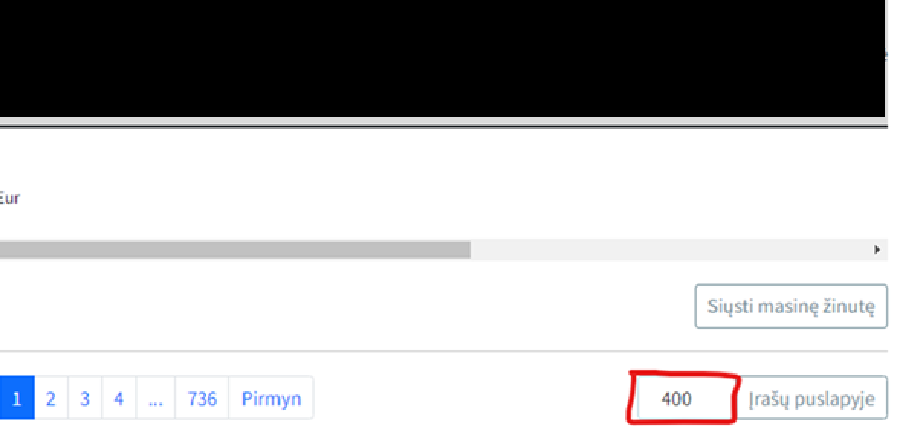 Eur
Siųsti masinę žinutę
1 2 3 4 ... 736 Pirmyn 400 Įrašų puslapyje